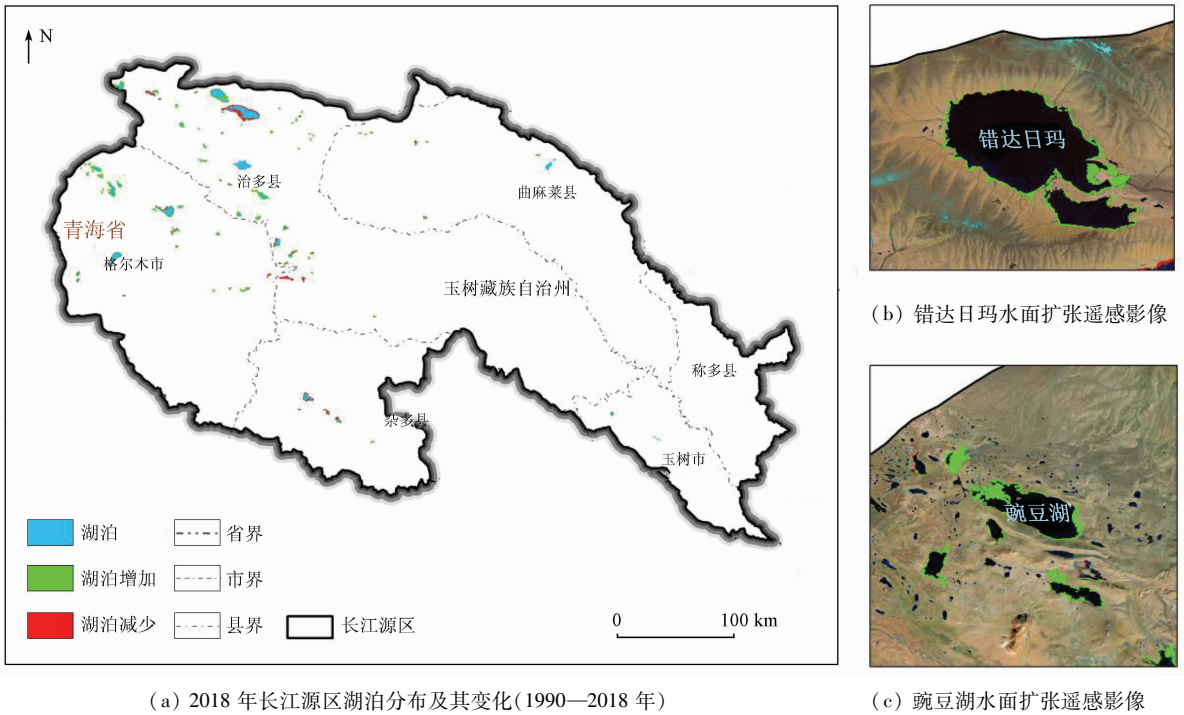 N
治多县
曲麻莱县
青海省
格尔木市
玉树藏族自治州
称多县
杂多县
玉树市
湖泊
省界
湖泊增加
市界
湖泊减少
县界
长江源区
0 100 km
(a) 2018 年长江源区湖泊分布及其变化(1990—2018 年)
错达日玛
(b) 错达日玛水面扩张遥感影像
豌豆湖
(c) 豌豆湖水面扩张遥感影像